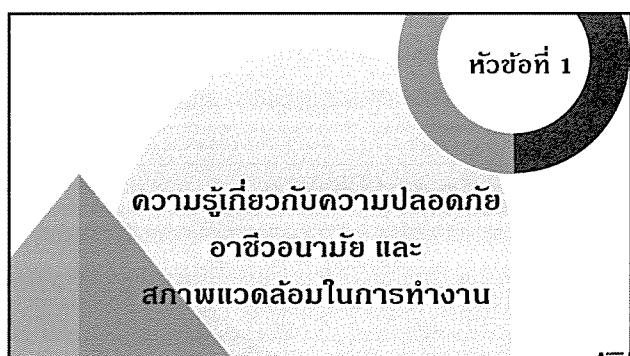 หัวข้อที่ 1
ความรู้เกี่ยวกับความปลอดภัย
อาชีวอนามัย และ
สภาพแวดล้อมในการทำงาน